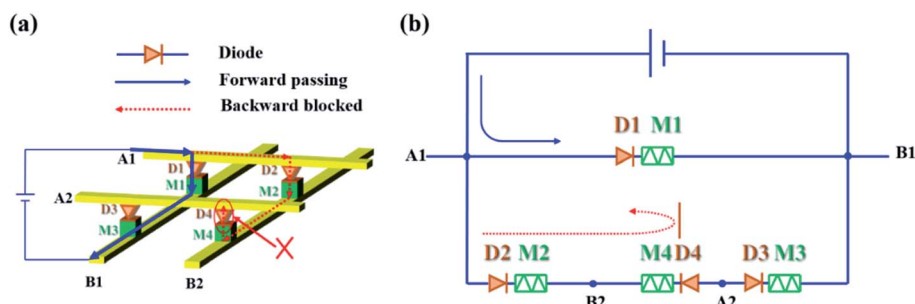 (a)
Diode
Forward passing
Backward blocked
A1
D1
M1
D2
M2
A2
D3
M3
D4
M4
X
B1
B2
(b)
A1
D1 M1
B1
D2 M2
M4 D4
D3 M3
B2
A2